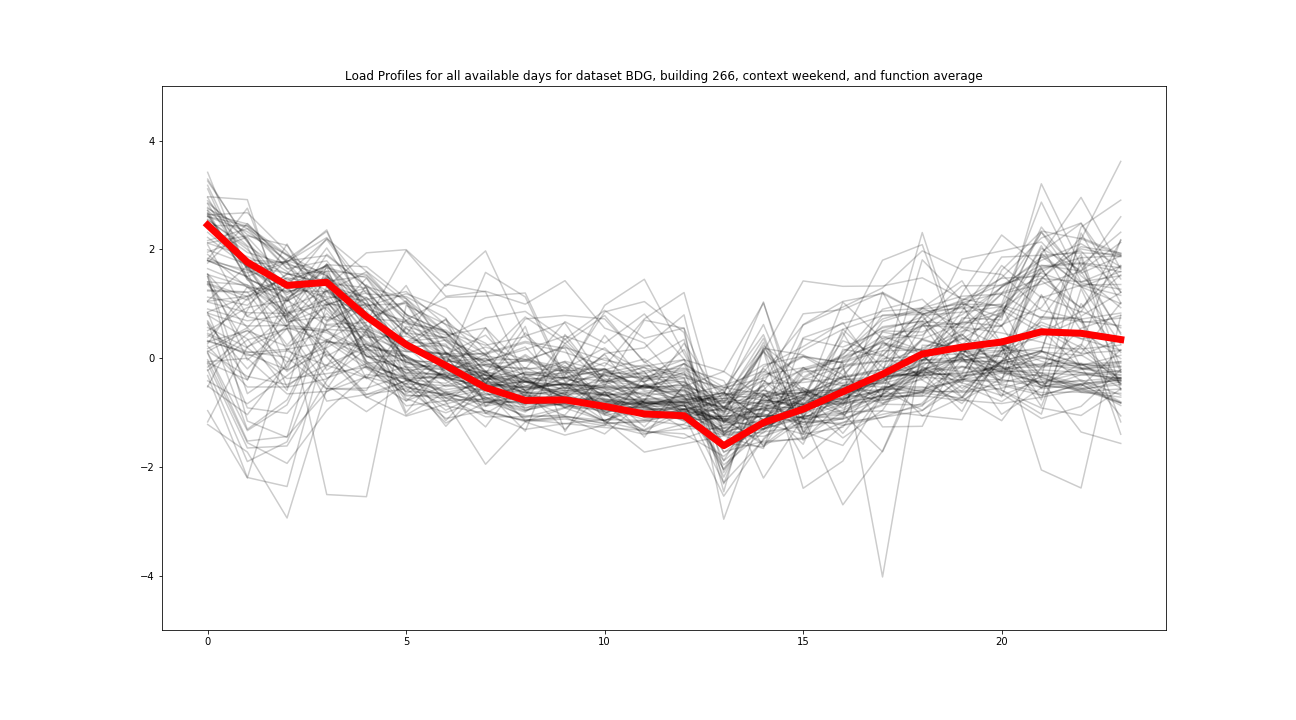 Load Profiles for all available days for dataset BDG, building 266, context weekend, and function average
4
2
0
−2
−4
0 5 10 15 20